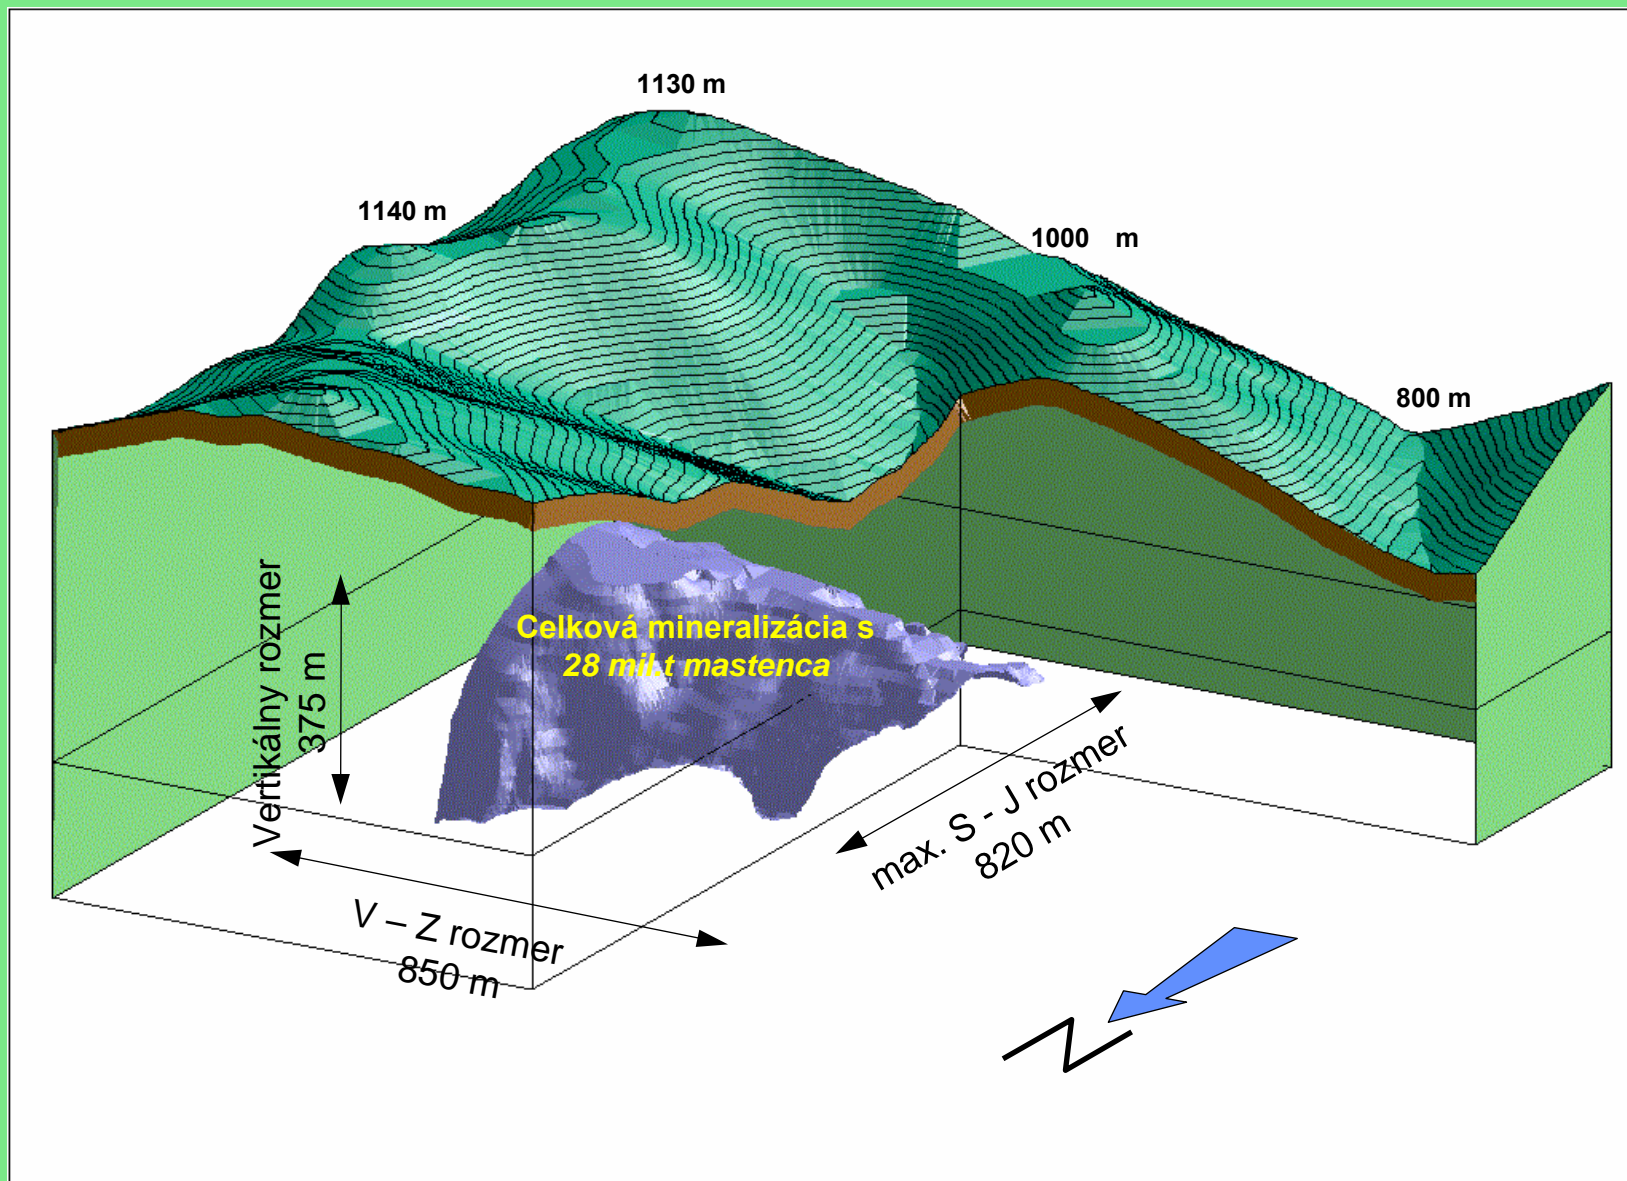 1130 m
1140 m
1000 m
800 m
Vertikálny rozmer
375 m
Celková mineralizácia s
28 mil.t mastenca
max. S - J rozmer
820 m
V – Z rozmer
850 m
N